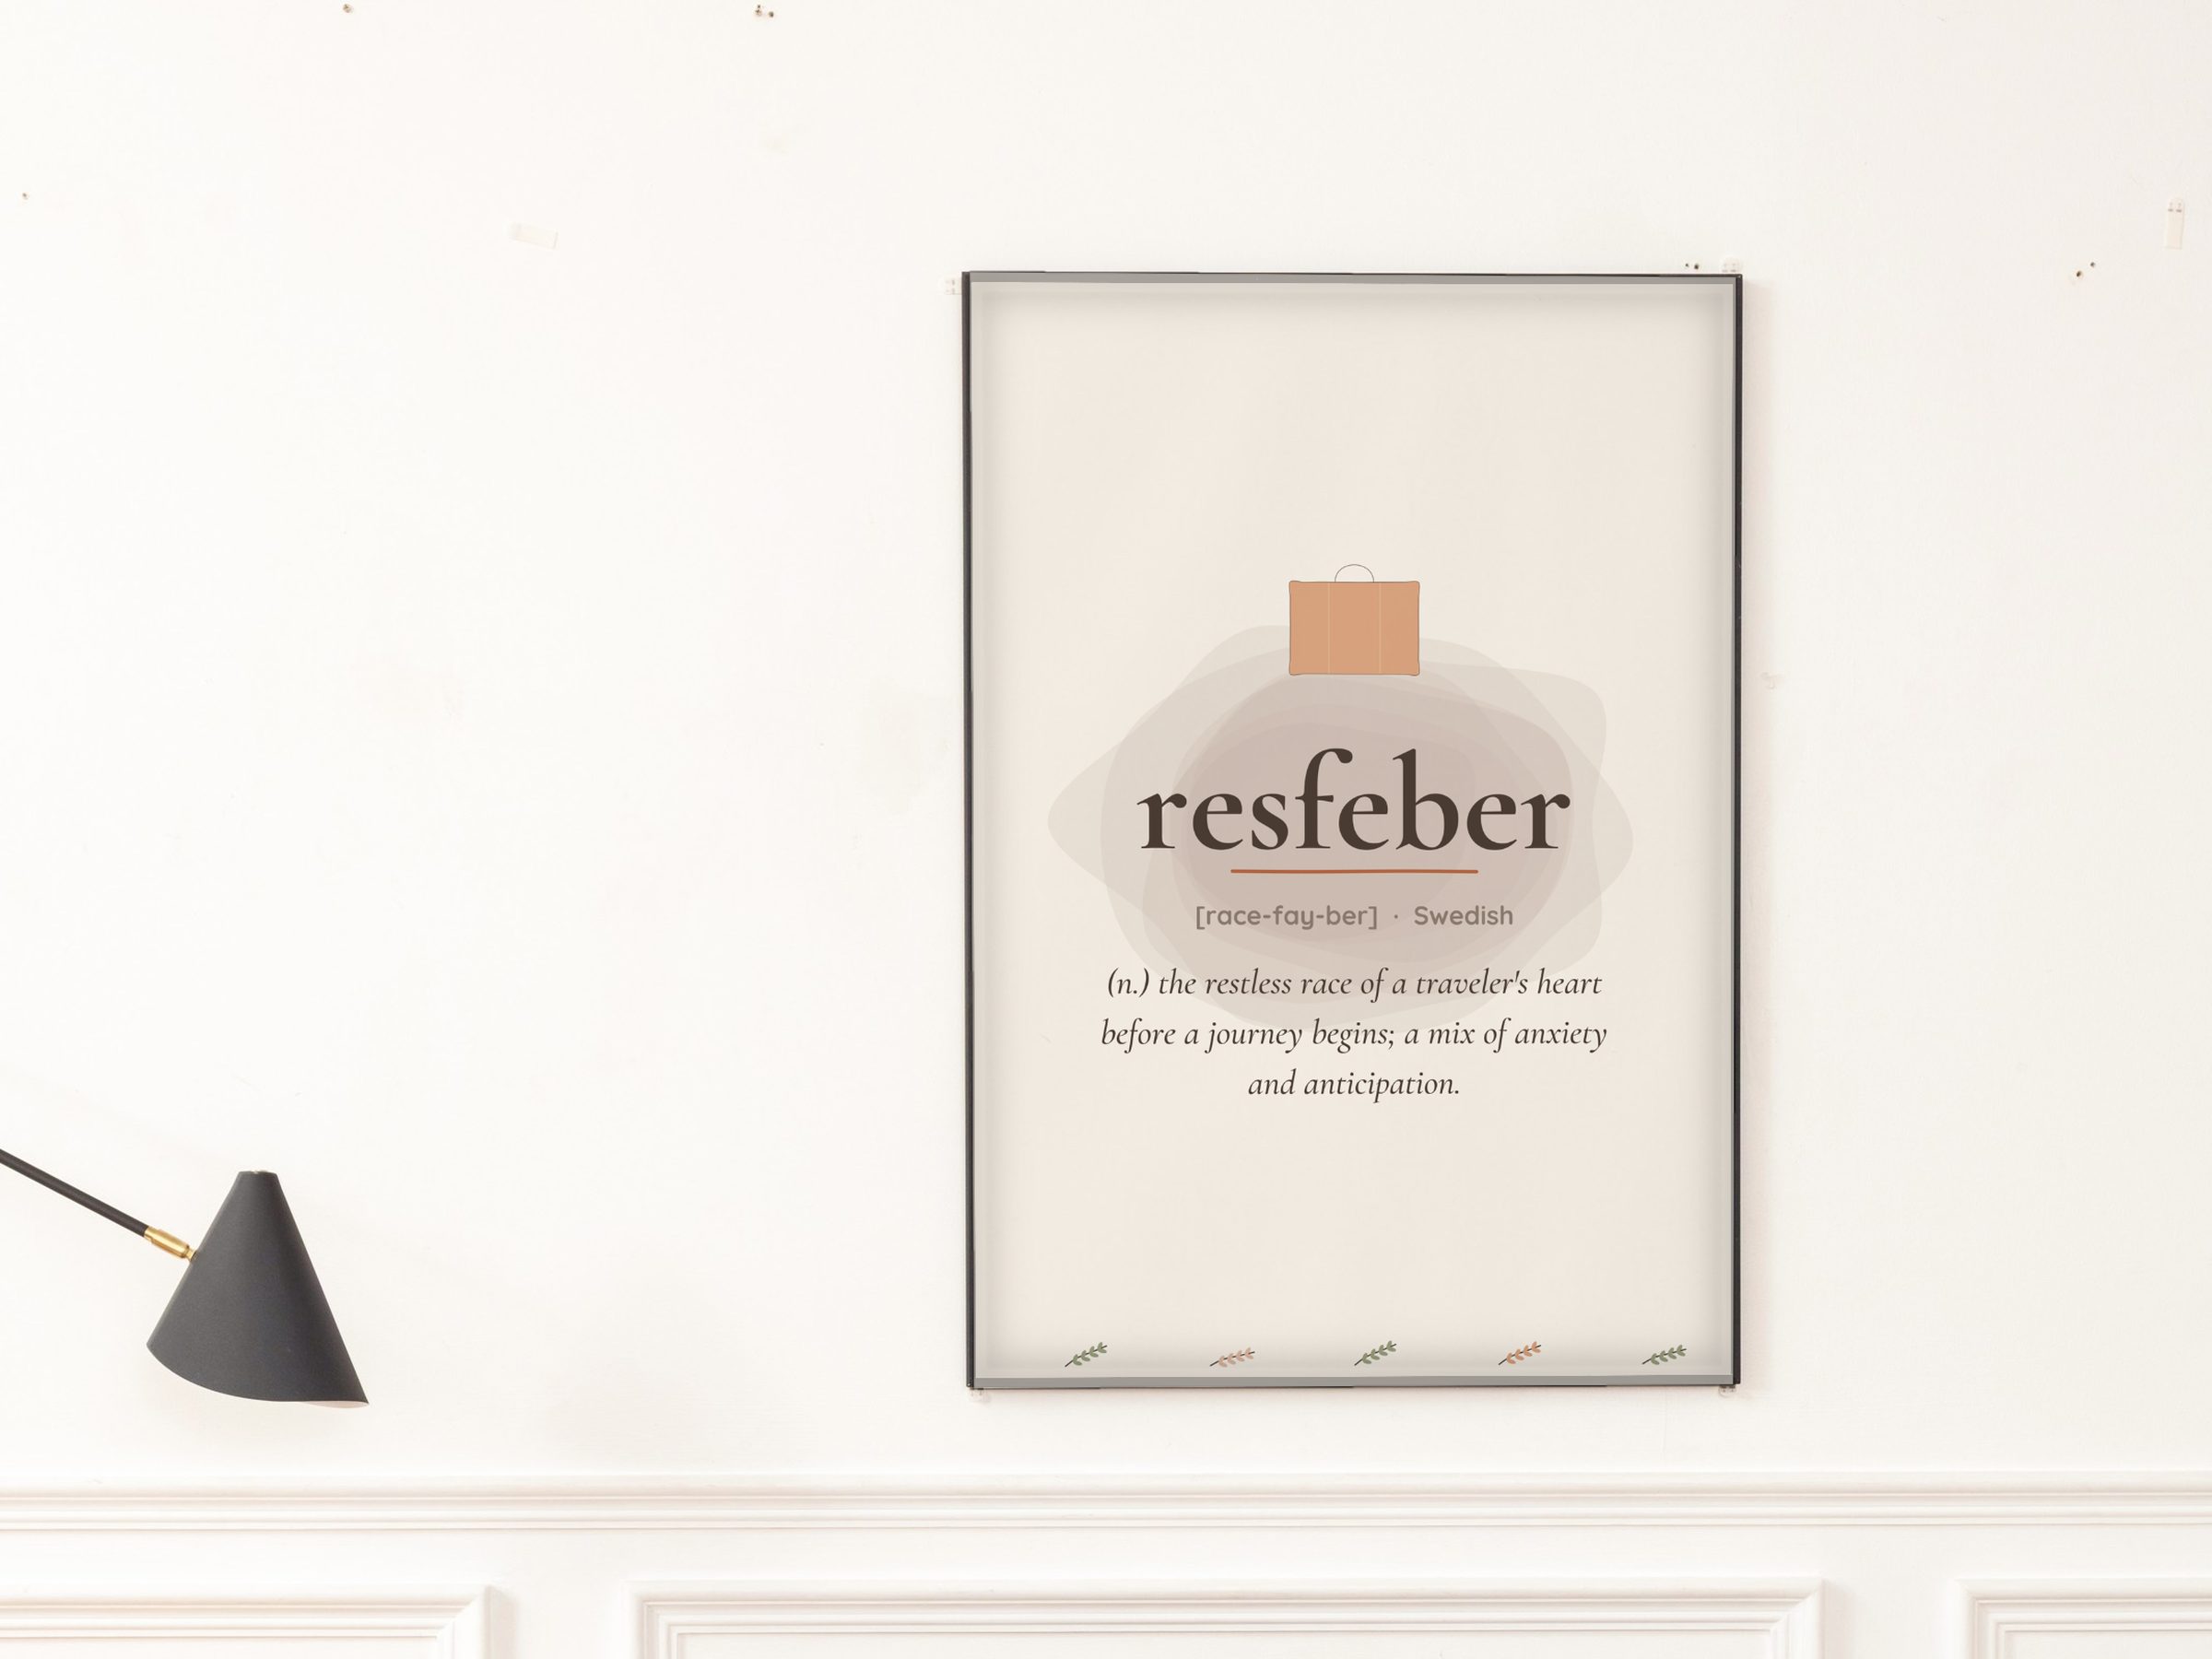 resfeber
[race-fay-ber] · Swedish
(n.) the restless race of a traveler's heart
before a journey begins; a mix of anxiety
and anticipation.